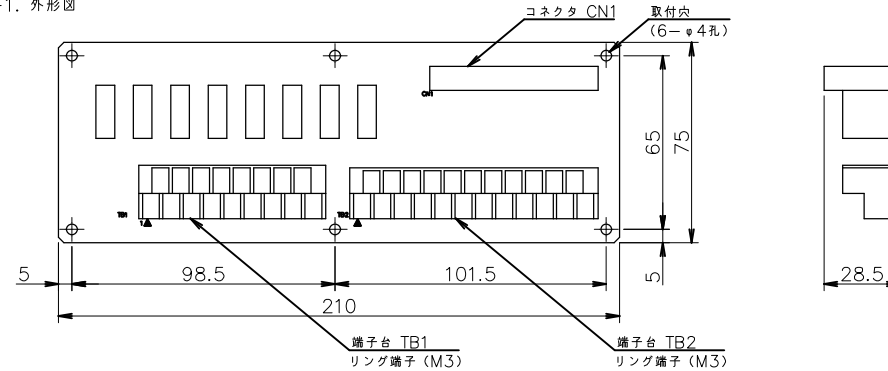 1. 外形図
コネクタ CN1
取付穴
(6-φ4孔)
CN1
65
75
TB1
1
TB2
5
98.5
101.5
5
28.5
210
端子台 TB1
リング端子(M3)
端子台 TB2
リング端子(M3)